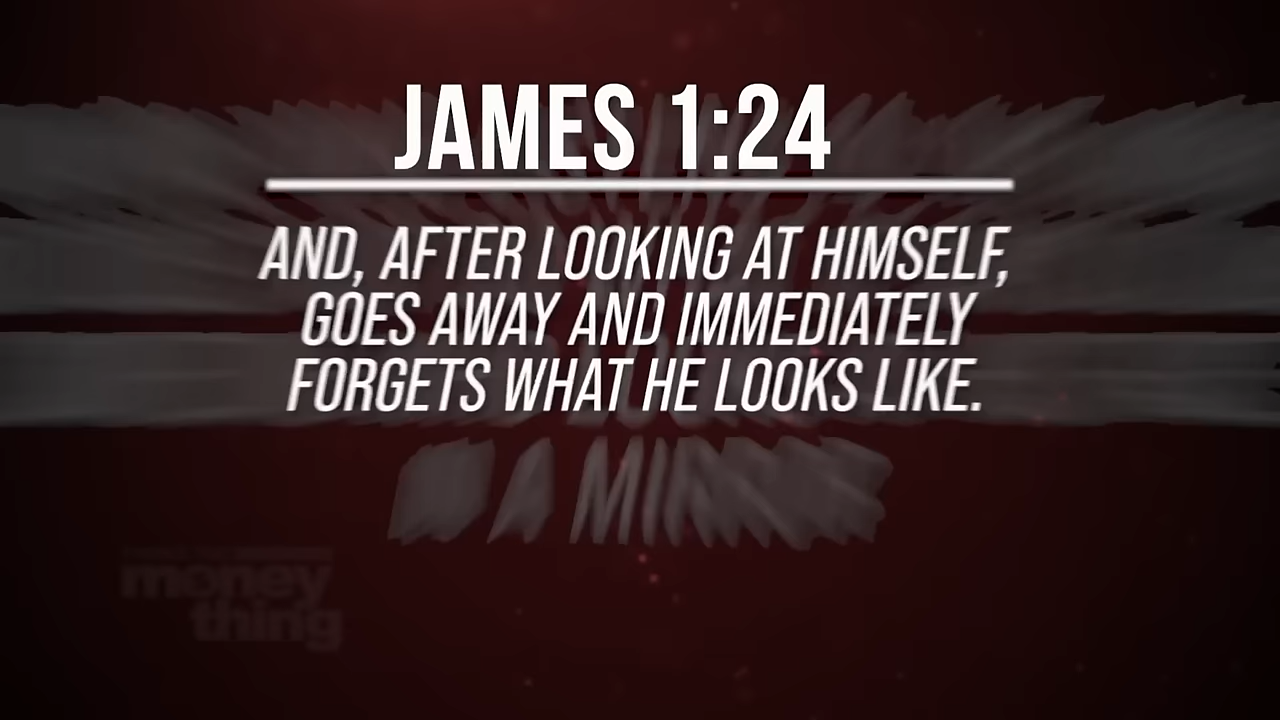 JAMES 1:24
AND, AFTER LOOKING AT HIMSELF,
GOES AWAY AND IMMEDIATELY
FORGETS WHAT HE LOOKS LIKE.
money
thing